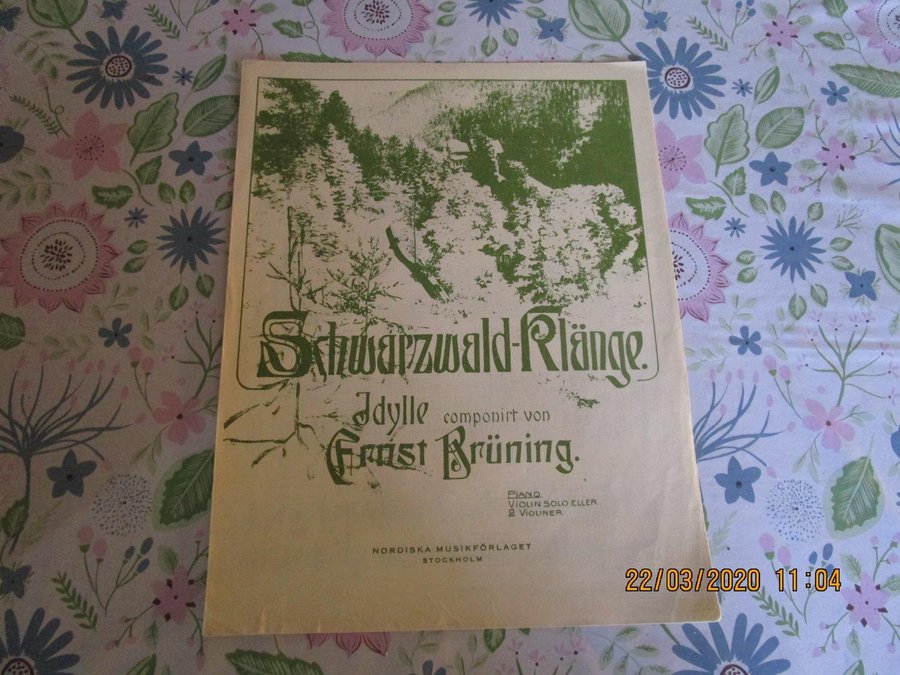 Schwarzwald-Klänge.
Idylle componirt von
Ernst Brüning.
PIANO
VIOLIN SOLO ELLER
2 VIOLINER
NORDISKA MUSIKFÖRLAGET
STOCKHOLM
22/03/2020 11:04